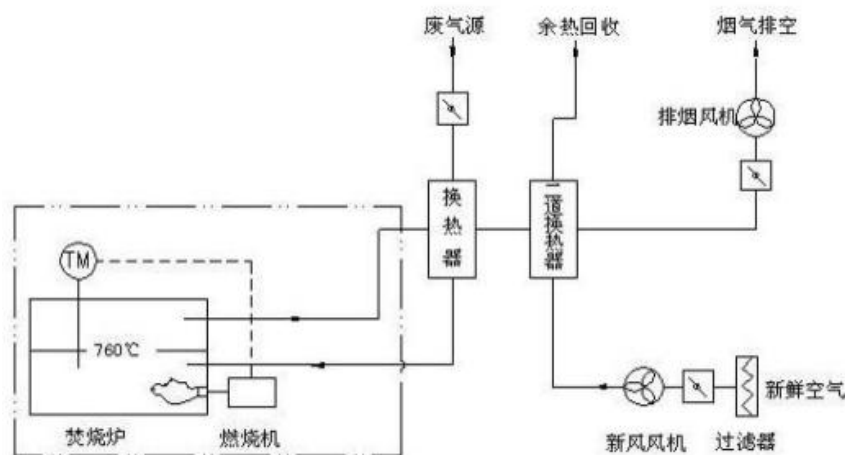 废气源
余热回收
烟气排空
排烟风机
换热器
二道换热器
TM
760℃
新鲜空气
焚烧炉
燃烧机
新风风机
过滤器